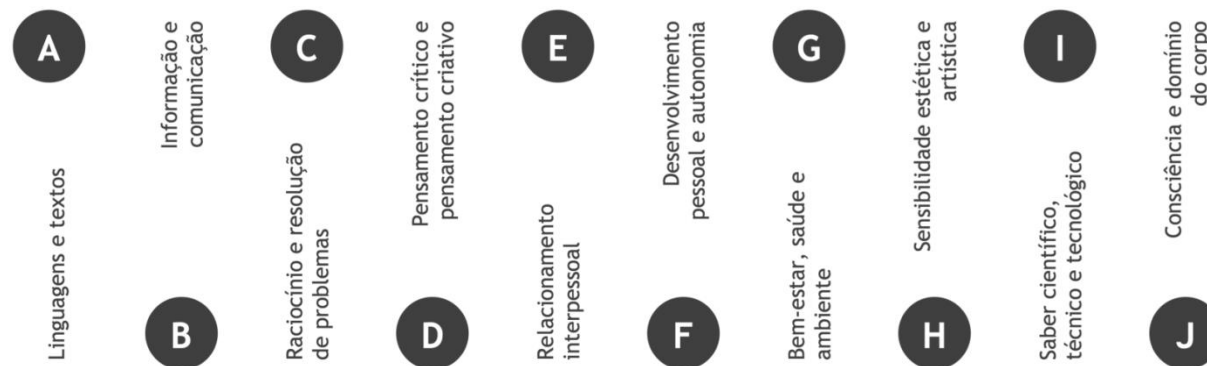 A
Linguagens e textos
B
Informação e
comunicação
C
Raciocínio e resolução
de problemas
D
Pensamento crítico e
pensamento criativo
E
Relacionamento
interpessoal
F
Desenvolvimento
pessoal e autonomia
G
Bem-estar, saúde e
ambiente
H
Sensibilidade estética e
artística
I
Saber científico,
técnico e tecnológico
J
Consciência e domínio
do corpo